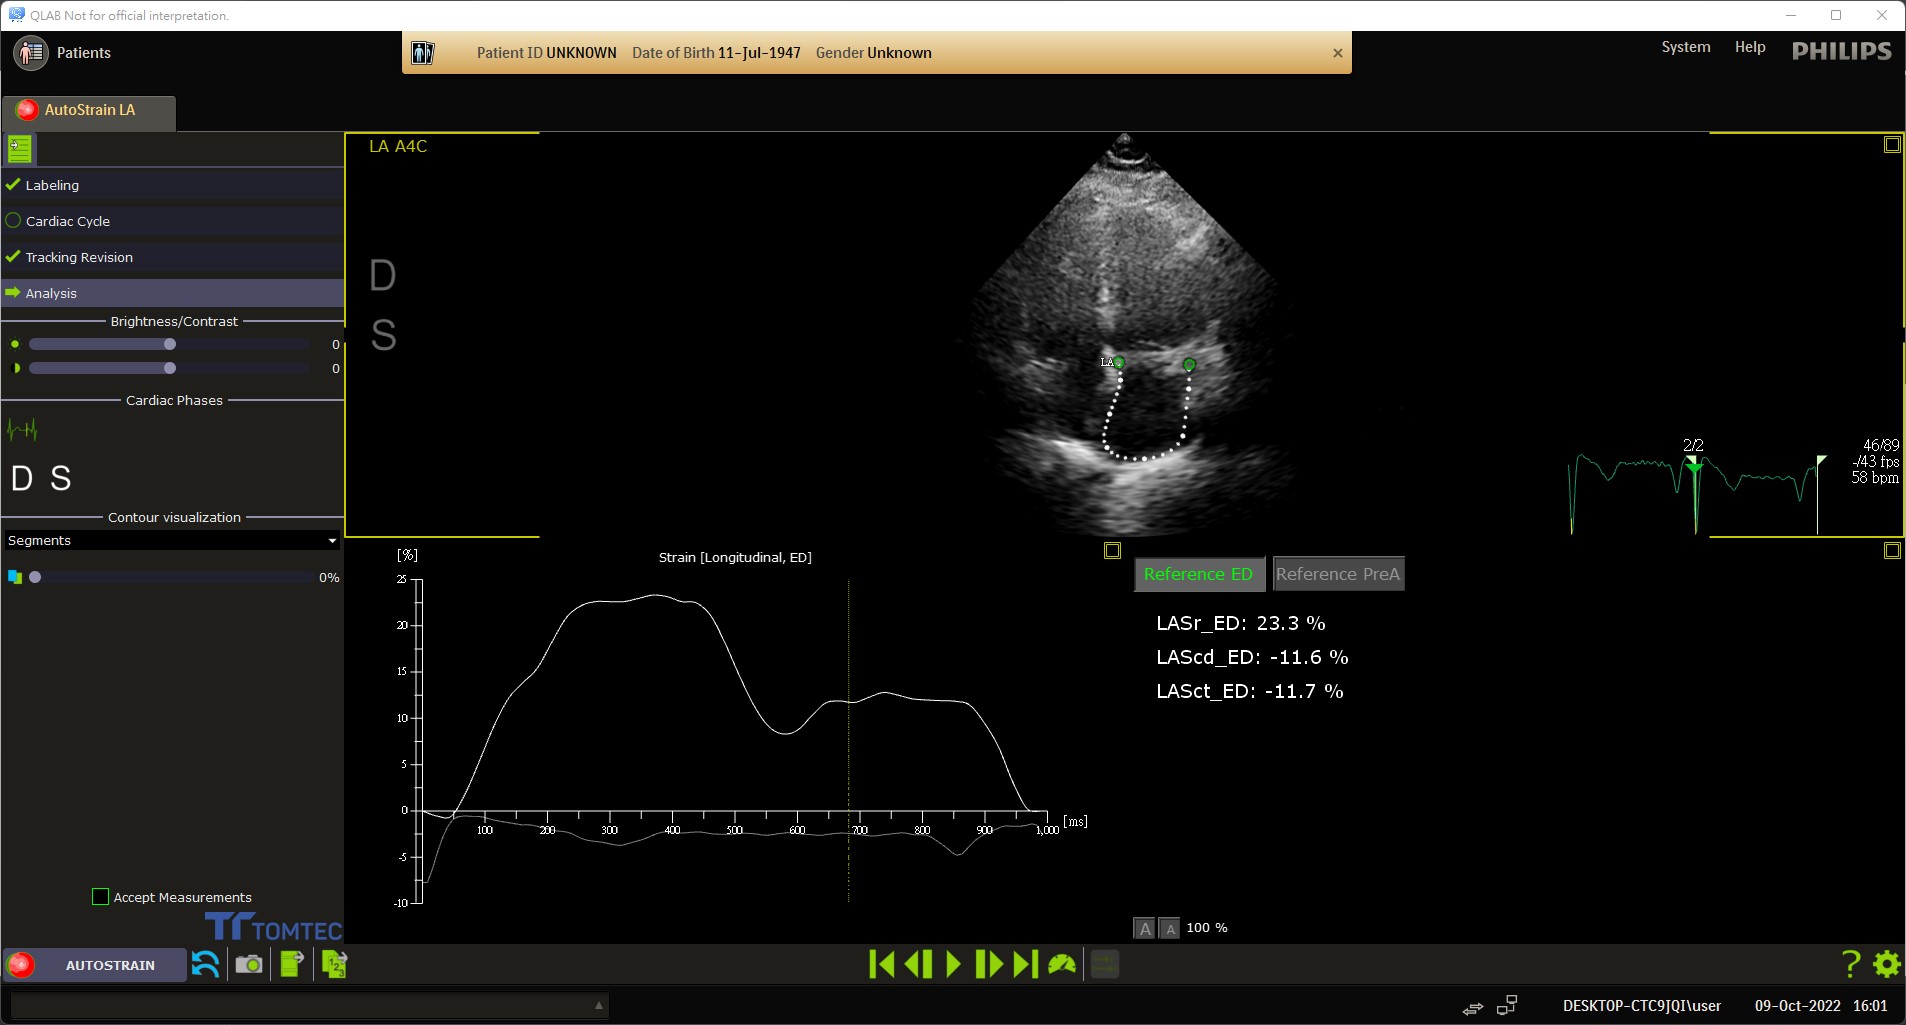 QLAB Not for official interpretation.
Patients
Patient ID UNKNOWN Date of Birth 11-Jul-1947 Gender Unknown
System Help PHILIPS
AutoStrain LA
Labeling
Cardiac Cycle
Tracking Revision
Analysis
Brightness/Contrast
0
0
Cardiac Phases
D S
Contour visualization
Segments
0%
Accept Measurements
TOMTEC
AUTOSTRAIN
LA A4C
D
S
LA
2/2
46/89
-/43 fps
58 bpm
[%]
Strain [Longitudinal, ED]
25
20
15
10
5
0
-5
-10
100 200 300 400 500 600 700 800 900 1,000 [ms]
Reference ED Reference PreA
LASr_ED: 23.3 %
LAScd_ED: -11.6 %
LASct_ED: -11.7 %
A A 100 %
1 2 3
?
DESKTOP-CTC9JQI\user 09-Oct-2022 16:01